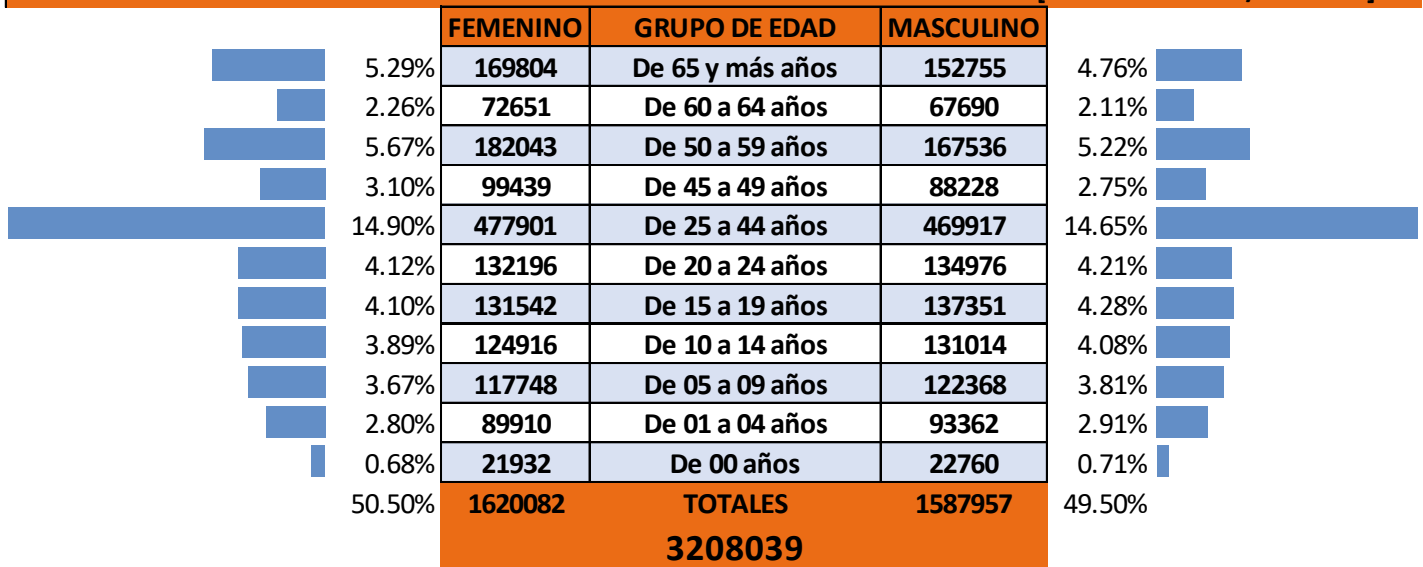 FEMENINO GRUPO DE EDAD MASCULINO
5.29% 169804 De 65 y más años 152755 4.76%
2.26% 72651 De 60 a 64 años 67690 2.11%
5.67% 182043 De 50 a 59 años 167536 5.22%
3.10% 99439 De 45 a 49 años 88228 2.75%
14.90% 477901 De 25 a 44 años 469917 14.65%
4.12% 132196 De 20 a 24 años 134976 4.21%
4.10% 131542 De 15 a 19 años 137351 4.28%
3.89% 124916 De 10 a 14 años 131014 4.08%
3.67% 117748 De 05 a 09 años 122368 3.81%
2.80% 89910 De 01 a 04 años 93362 2.91%
0.68% 21932 De 00 años 22760 0.71%
50.50% 1620082 TOTALES 1587957 49.50%
3208039